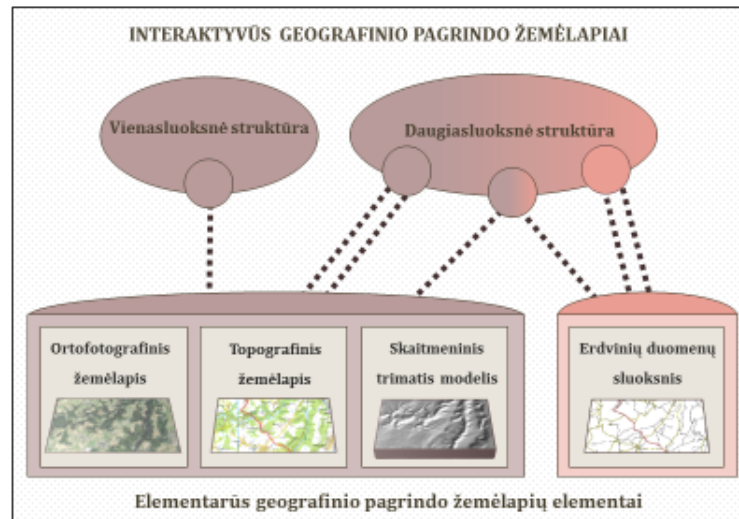 INTERAKTYVŪS GEOGRAFINIO PAGRINDO ŽEMĖLAPIAI
Vienasluoksnė struktūra
Daugiasluoksnė struktūra
Ortofotografinis
žemėlapis
Topografinis
žemėlapis
Skaitmeninis
trimatis modelis
Erdvinių duomenų
sluoksnis
Elementarūs geografinio pagrindo žemėlapių elementai